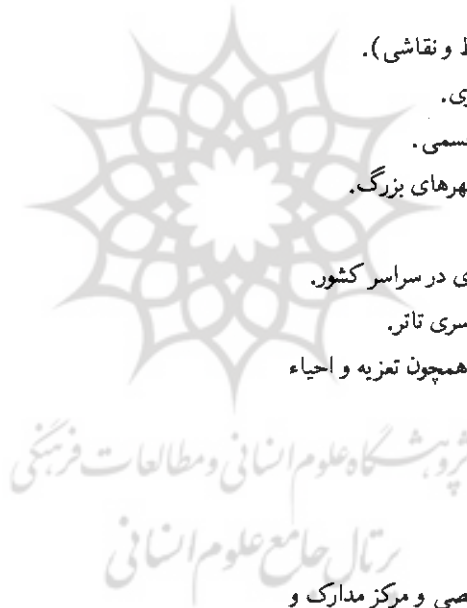 ط و نقاشی).
ی.
سمی.
هرهای بزرگ.
ی در سراسر کشور.
سری تاتر.
همچون تعزیه و احیاء
پژوهشگاه علوم انسانی و مطالعات فرهنگی
پرتال جامع علوم انسانی
صی و مرکز مدارک و